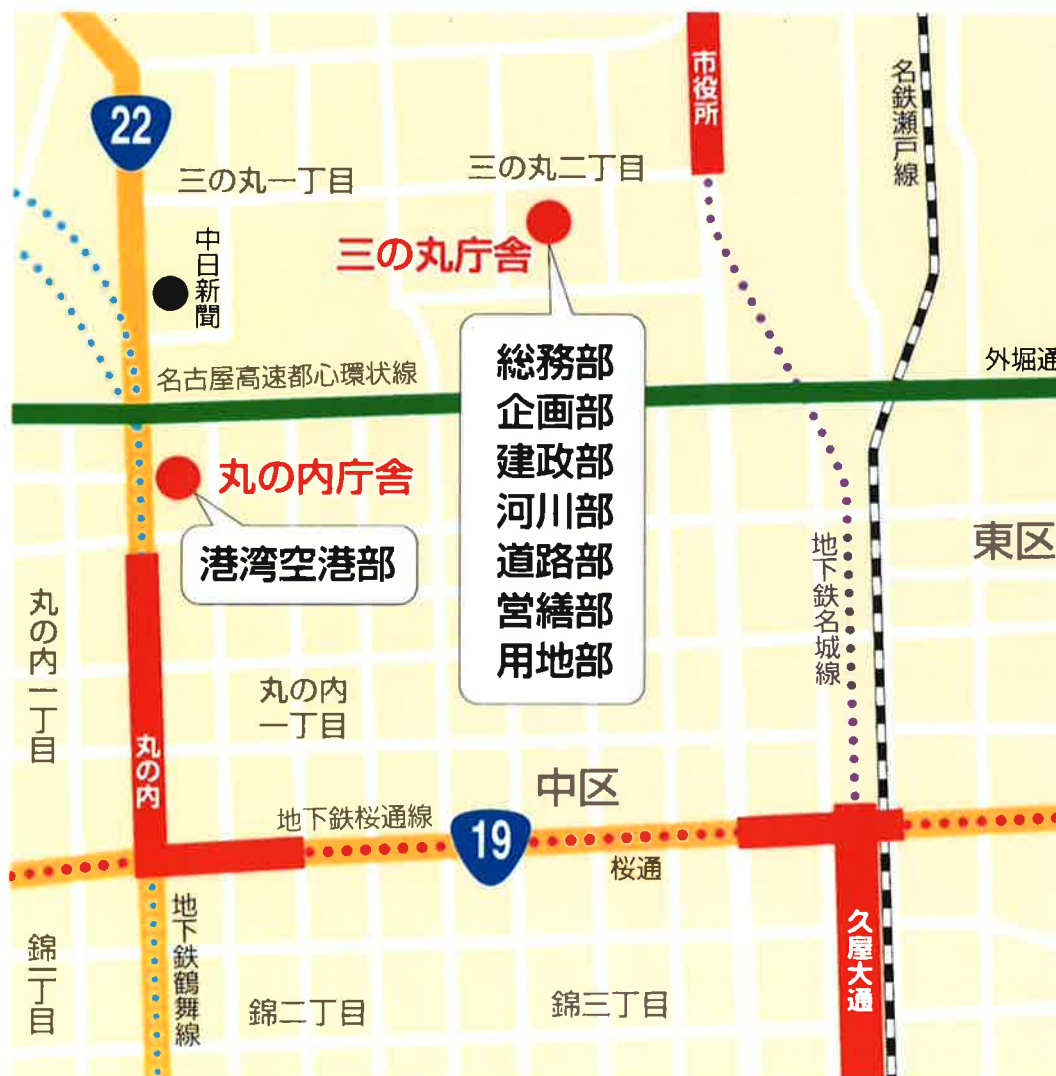 市役所
名鉄瀬戸線
22
三の丸一丁目
三の丸二丁目
三の丸庁舎
中日新聞
総務部
企画部
建政部
河川部
道路部
営繕部
用地部
名古屋高速都心環状線
外堀通
丸の内庁舎
港湾空港部
東区
地下鉄名城線
丸の内一丁目
丸の内
一丁目
丸の内
中区
地下鉄桜通線
19
桜通
地下鉄鶴舞線
久屋大通
錦一丁目
錦二丁目
錦三丁目